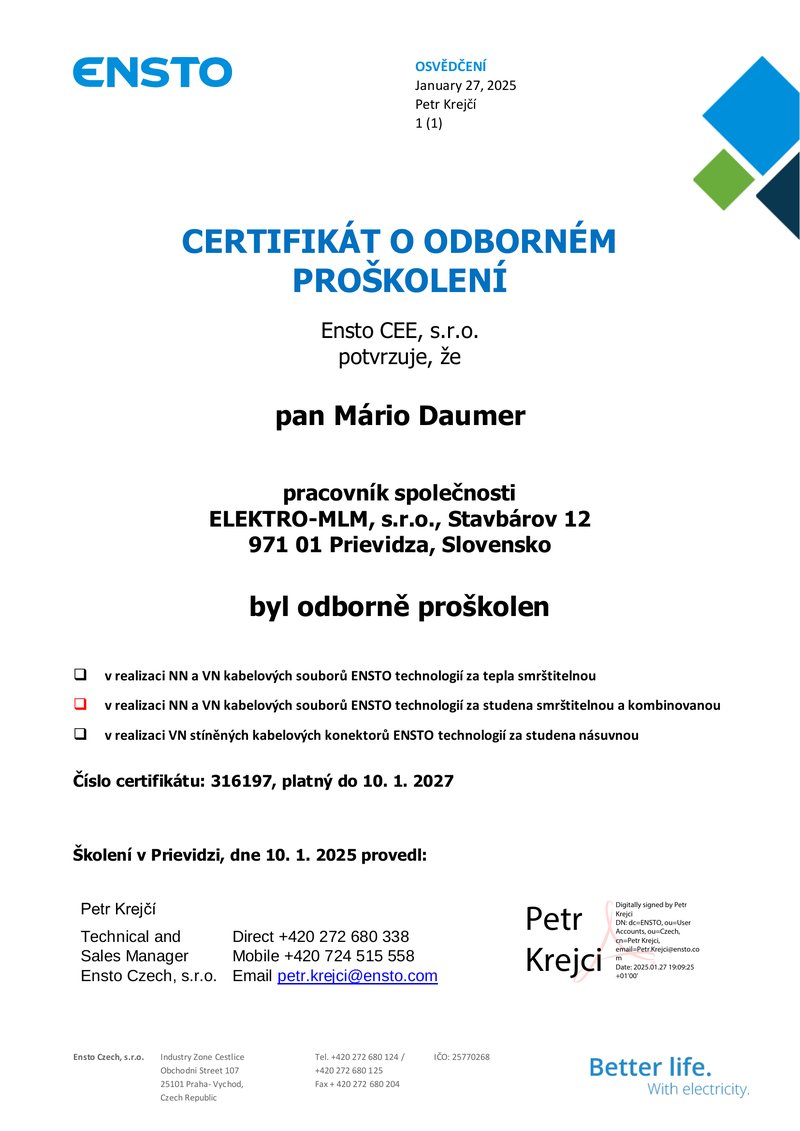 ENSTO
OSVĚDČENÍ
January 27, 2025
Petr Krejčí
1 (1)
CERTIFIKÁT O ODBORNÉM
PROŠKOLENÍ
Ensto CEE, s.r.o.
potvrzuje, že
pan Mário Daumer
pracovník společnosti
ELEKTRO-MLM, s.r.o., Stavbárov 12
971 01 Prievidza, Slovensko
byl odborně proškolen
❑ v realizaci NN a VN kabelových souborů ENSTO technologií za tepla smrštitelnou
❑ v realizaci NN a VN kabelových souborů ENSTO technologií za studena smrštitelnou a kombinovanou
❑ v realizaci VN stíněných kabelových konektorů ENSTO technologií za studena násuvnou
Číslo certifikátu: 316197, platný do 10. 1. 2027
Školení v Prievidzi, dne 10. 1. 2025 provedl:
Petr Krejčí
Technical and Direct +420 272 680 338
Sales Manager Mobile +420 724 515 558
Ensto Czech, s.r.o. Email petr.krejci@ensto.com
Petr
Krejci
Digitally signed by Petr
Krejci
DN: dc=ENSTO, ou=User
Accounts, ou=Czech,
cn=Petr Krejci,
email=Petr.Krejci@ensto.co
m
Date: 2025.01.27 19:09:25
+01'00'
Ensto Czech, s.r.o. Industry Zone Cestlice Tel. +420 272 680 124 / IČO: 25770268
Obchodni Street 107 +420 272 680 125
25101 Praha- Vychod, Fax + 420 272 680 204
Czech Republic
Better life.
With electricity.